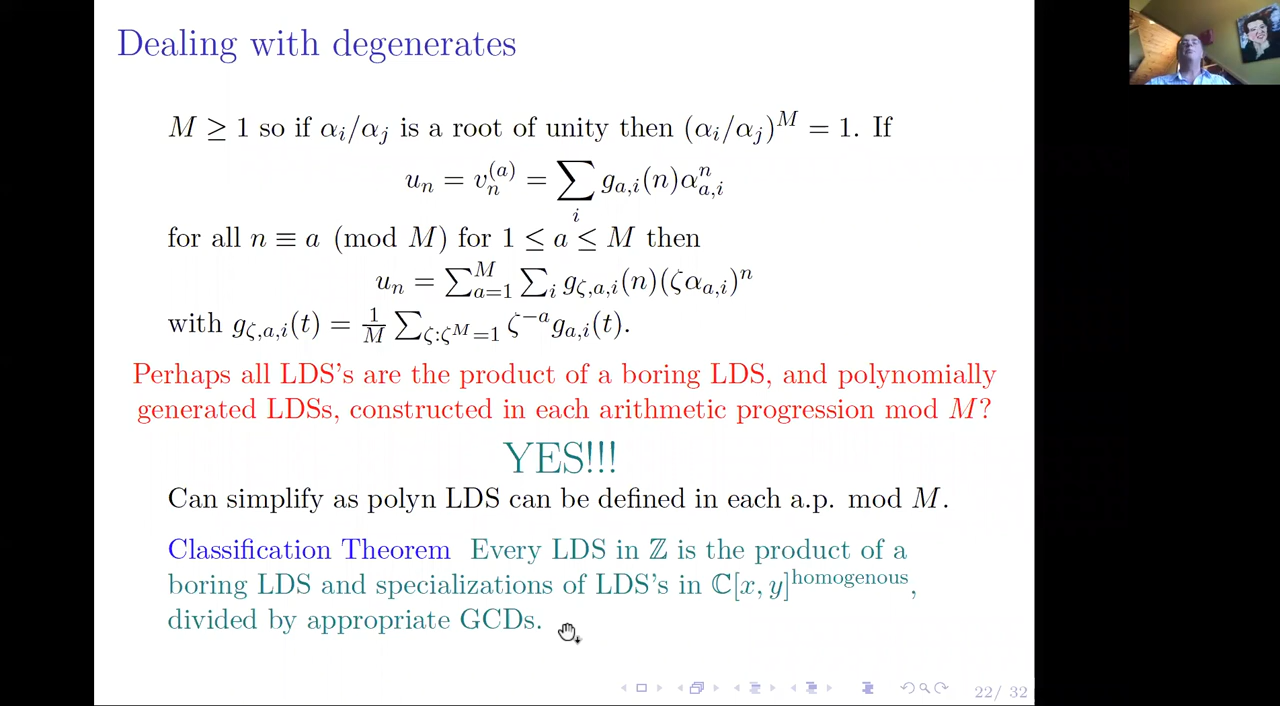 Dealing with degenerates
M ≥ 1 so if αᵢ/αⱼ is a root of unity then (αᵢ/αⱼ)^M = 1. If
u_n = v_n^{(a)} = ∑_i g_{a,i}(n)α_{a,i}^n
for all n ≡ a (mod M) for 1 ≤ a ≤ M then
u_n = ∑_{a=1}^M ∑_i g_{ζ,a,i}(n)(ζα_{a,i})^n
with g_{ζ,a,i}(t) = 1/M ∑_{ζ:ζ^M=1} ζ^{-a} g_{a,i}(t).
Perhaps all LDS's are the product of a boring LDS, and polynomially
generated LDSs, constructed in each arithmetic progression mod M?
YES!!!
Can simplify as polyn LDS can be defined in each a.p. mod M.
Classification Theorem Every LDS in ℤ is the product of a
boring LDS and specializations of LDS's in ℂ[x, y]^{homogenous},
divided by appropriate GCDs.
22/ 32